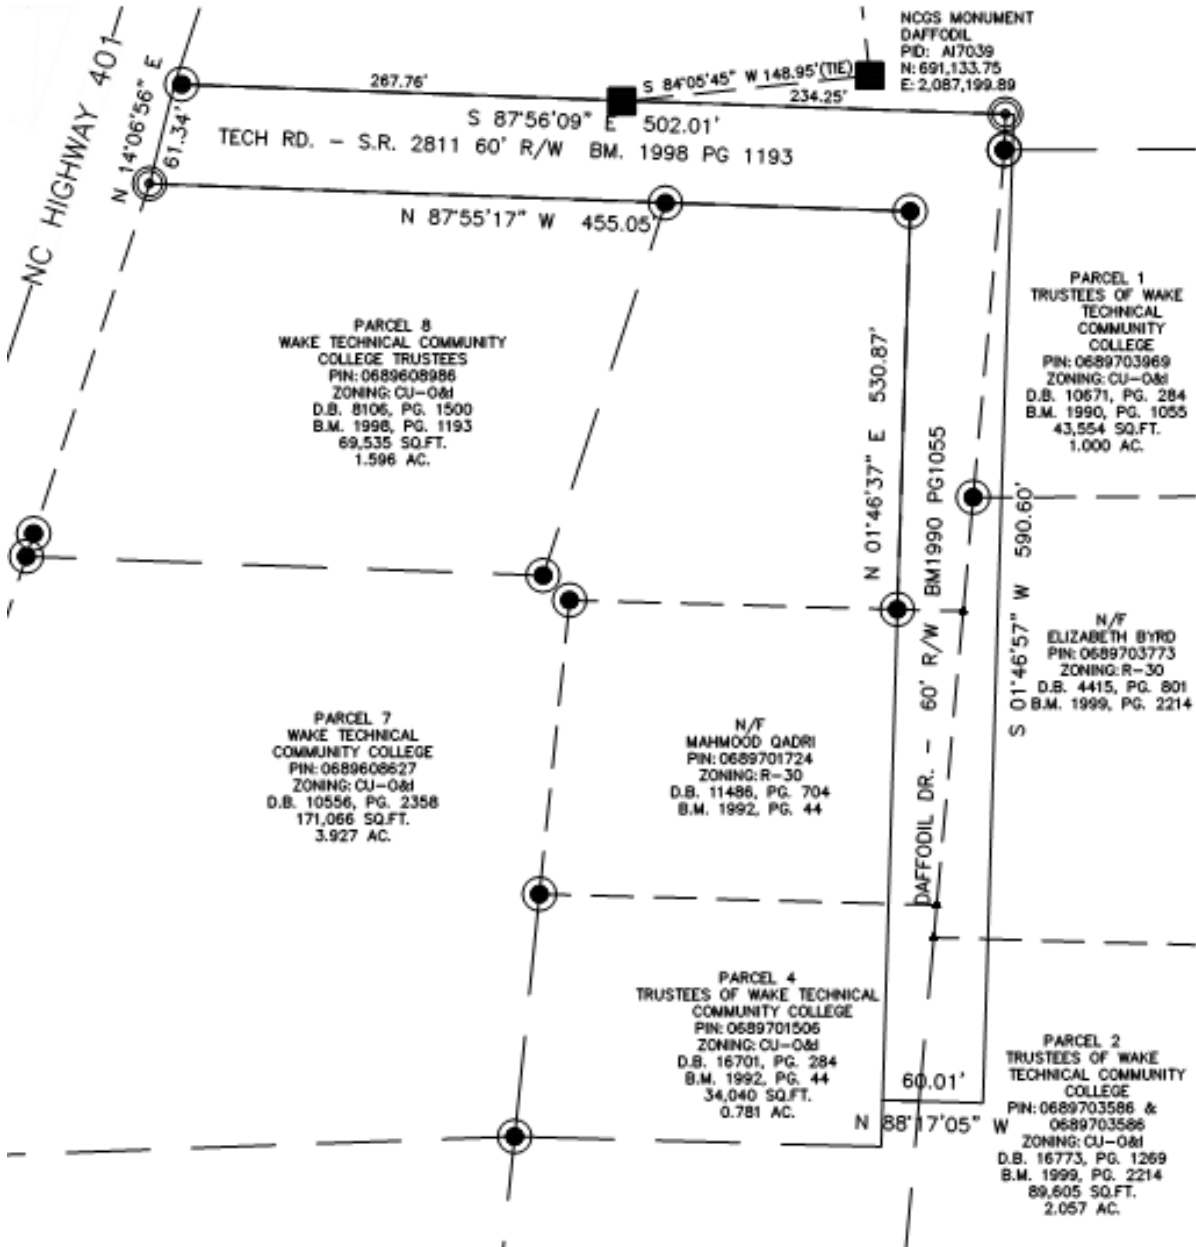 NCGS MONUMENT
DAFFODIL
PID: AI7039
N: 691,133.75
E: 2,087,199.89
NC HIGHWAY 401
N 14°06'56" E
61.34'
267.76'
S 84°05'45" W 148.95'(TIE)
234.25'
S 87°56'09" E 502.01'
TECH RD. - S.R. 2811 60' R/W BM. 1998 PG 1193
N 87°55'17" W 455.05'
PARCEL 8
WAKE TECHNICAL COMMUNITY
COLLEGE TRUSTEES
PIN: 0689608986
ZONING: CU-O&I
D.B. 8106, PG. 1500
B.M. 1998, PG. 1193
69,535 SQ.FT.
1.596 AC.
N 01°46'37" E 530.87'
PARCEL 1
TRUSTEES OF WAKE
TECHNICAL
COMMUNITY
COLLEGE
PIN: 0689703969
ZONING: CU-O&I
D.B. 10671, PG. 284
B.M. 1990, PG. 1055
43,554 SQ.FT.
1.000 AC.
DAFFODIL DR. - 60' R/W BM1990 PG1055
S 01°46'57" W 590.60'
N/F
ELIZABETH BYRD
PIN: 0689703773
ZONING: R-30
D.B. 4415, PG. 801
B.M. 1999, PG. 2214
PARCEL 7
WAKE TECHNICAL
COMMUNITY COLLEGE
PIN: 0689608627
ZONING: CU-O&I
D.B. 10556, PG. 2358
171,066 SQ.FT.
3.927 AC.
N/F
MAHMOOD QADRI
PIN: 0689701724
ZONING: R-30
D.B. 11486, PG. 704
B.M. 1992, PG. 44
PARCEL 4
TRUSTEES OF WAKE TECHNICAL
COMMUNITY COLLEGE
PIN: 0689701506
ZONING: CU-O&I
D.B. 16701, PG. 284
B.M. 1992, PG. 44
34,040 SQ.FT.
0.781 AC.
60.01'
N 88°17'05" W
PARCEL 2
TRUSTEES OF WAKE
TECHNICAL COMMUNITY
COLLEGE
PIN: 0689703586 &
0689703586
ZONING: CU-O&I
D.B. 16773, PG. 1269
B.M. 1999, PG. 2214
89,605 SQ.FT.
2.057 AC.